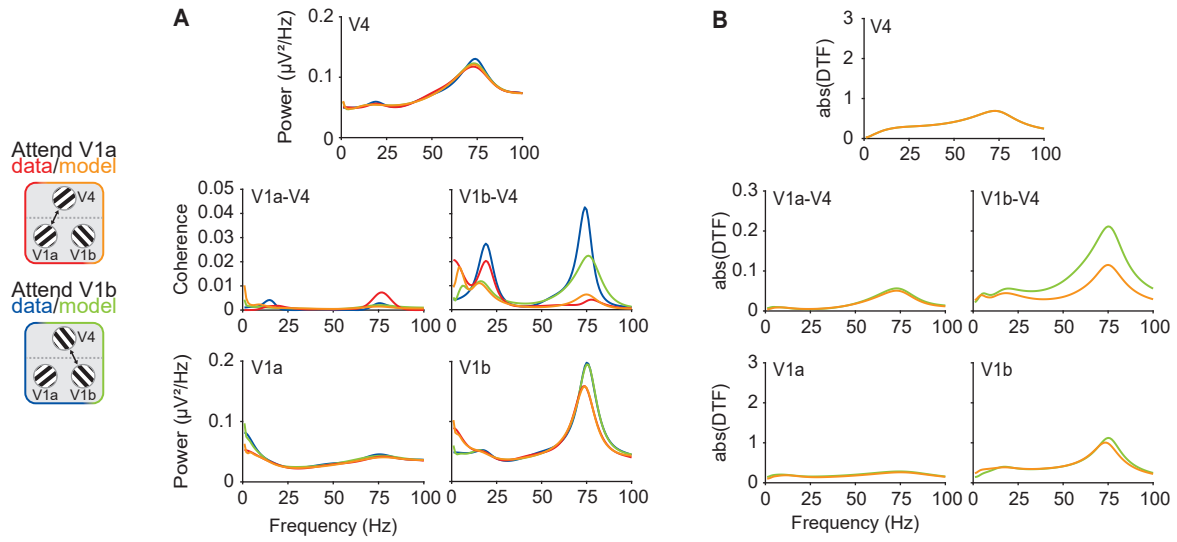 A
B
V4
Power (µV²/Hz)
0.2
0.1
0
0 25 50 75 100
V4
abs(DTF)
3
2
1
0
0 25 50 75 100
Attend V1a
data/model
V4
V1a V1b
Attend V1b
data/model
V4
V1a V1b
V1a-V4
V1b-V4
Coherence
0.05
0.04
0.03
0.02
0.01
0
0 25 50 75 100
0 25 50 75 100
V1a-V4
V1b-V4
abs(DTF)
0.3
0.2
0.1
0
0 25 50 75 100
0 25 50 75 100
V1a
V1b
Power (µV²/Hz)
0.2
0.1
0
0 25 50 75 100
0 25 50 75 100
Frequency (Hz)
V1a
V1b
abs(DTF)
3
2
1
0
0 25 50 75 100
0 25 50 75 100
Frequency (Hz)